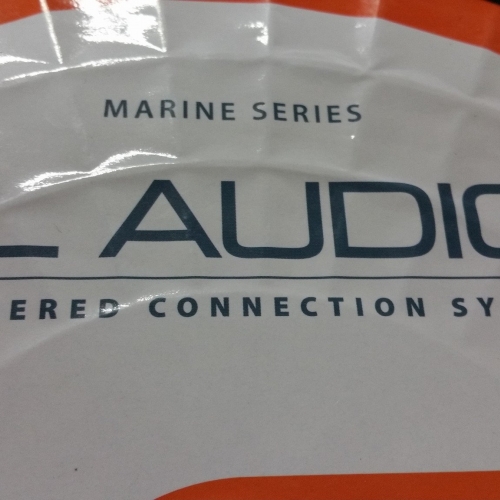 MARINE SERIES
L AUDIO
ERED CONNECTION SY